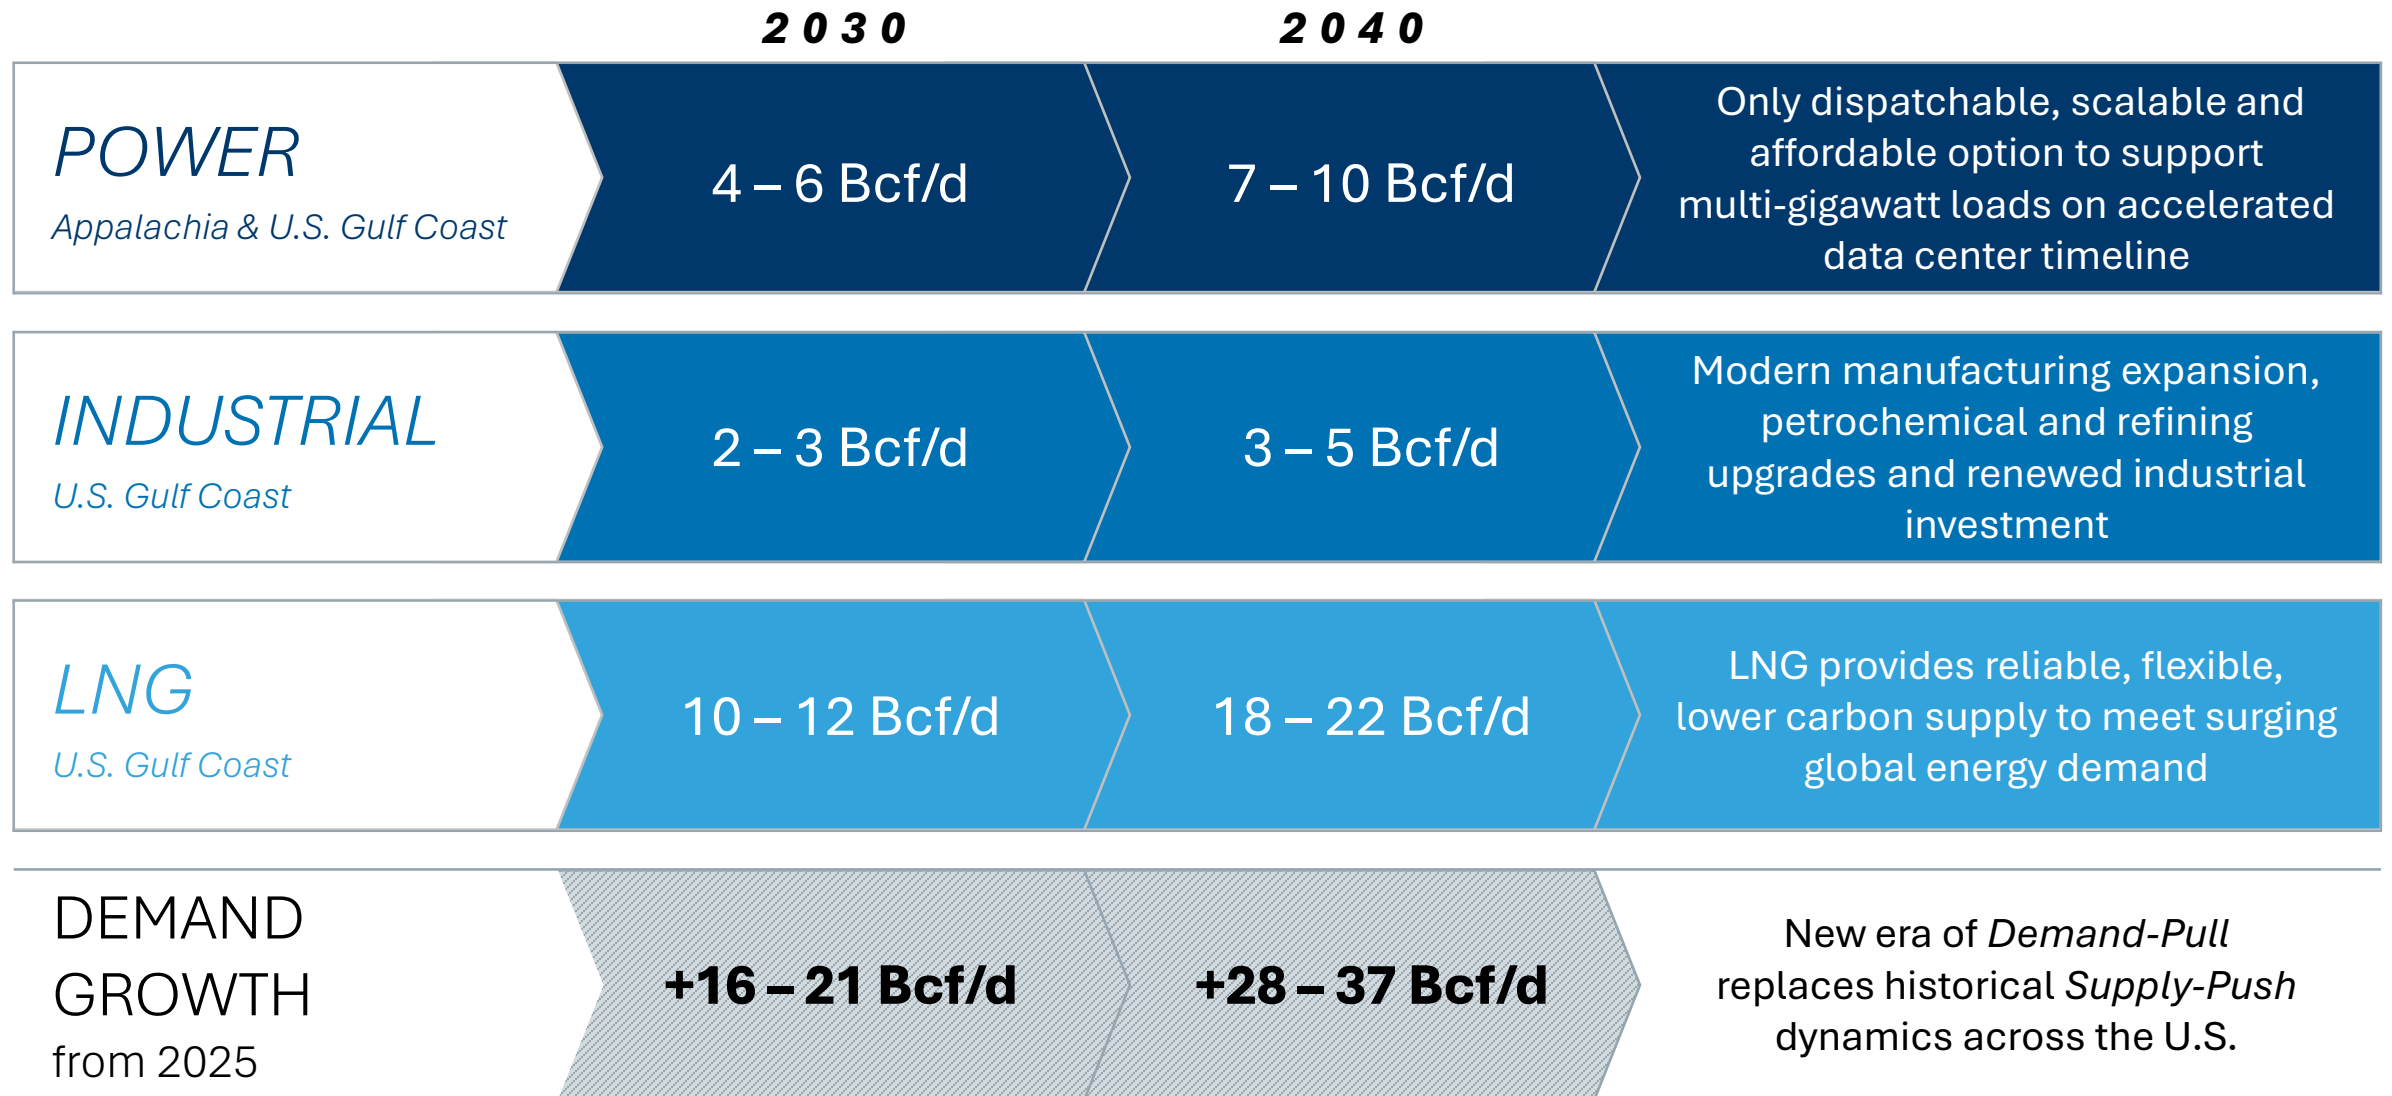 2030 2040
POWER
Appalachia & U.S. Gulf Coast
4 – 6 Bcf/d
7 – 10 Bcf/d
Only dispatchable, scalable and
affordable option to support
multi-gigawatt loads on accelerated
data center timeline
INDUSTRIAL
U.S. Gulf Coast
2 – 3 Bcf/d
3 – 5 Bcf/d
Modern manufacturing expansion,
petrochemical and refining
upgrades and renewed industrial
investment
LNG
U.S. Gulf Coast
10 – 12 Bcf/d
18 – 22 Bcf/d
LNG provides reliable, flexible,
lower carbon supply to meet surging
global energy demand
DEMAND
GROWTH
from 2025
+16 – 21 Bcf/d
+28 – 37 Bcf/d
New era of Demand-Pull
replaces historical Supply-Push
dynamics across the U.S.